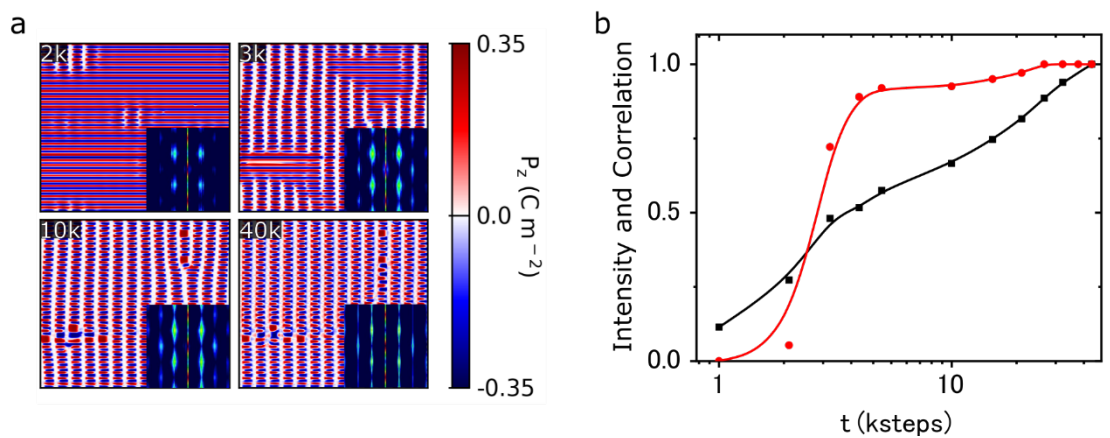 a
2k
3k
10k
40k
0.35
0.0
-0.35
P_z (C m^{-2})
b
Intensity and Correlation
1.0
0.5
0.0
1
10
t (ksteps)